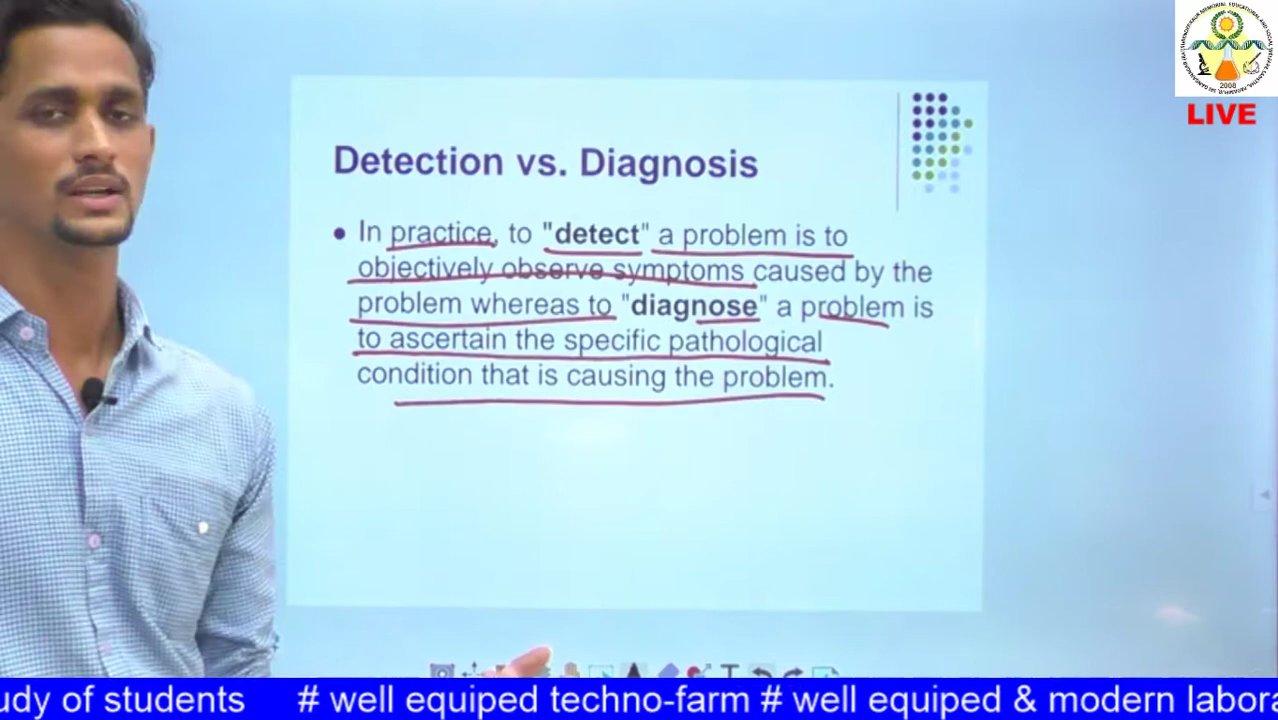 LIVE
2008
Detection vs. Diagnosis
• In practice, to "detect" a problem is to
objectively observe symptoms caused by the
problem whereas to "diagnose" a problem is
to ascertain the specific pathological
condition that is causing the problem.
udy of students # well equiped techno-farm # well equiped & modern labora